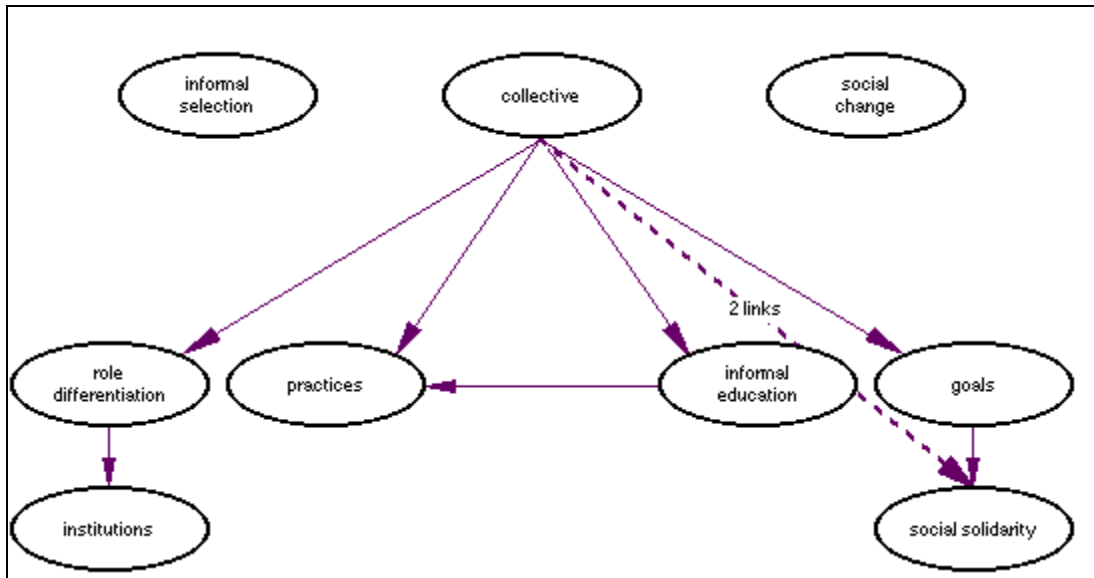 informal
selection
collective
social
change
2 links
role
differentiation
practices
informal
education
goals
institutions
social solidarity